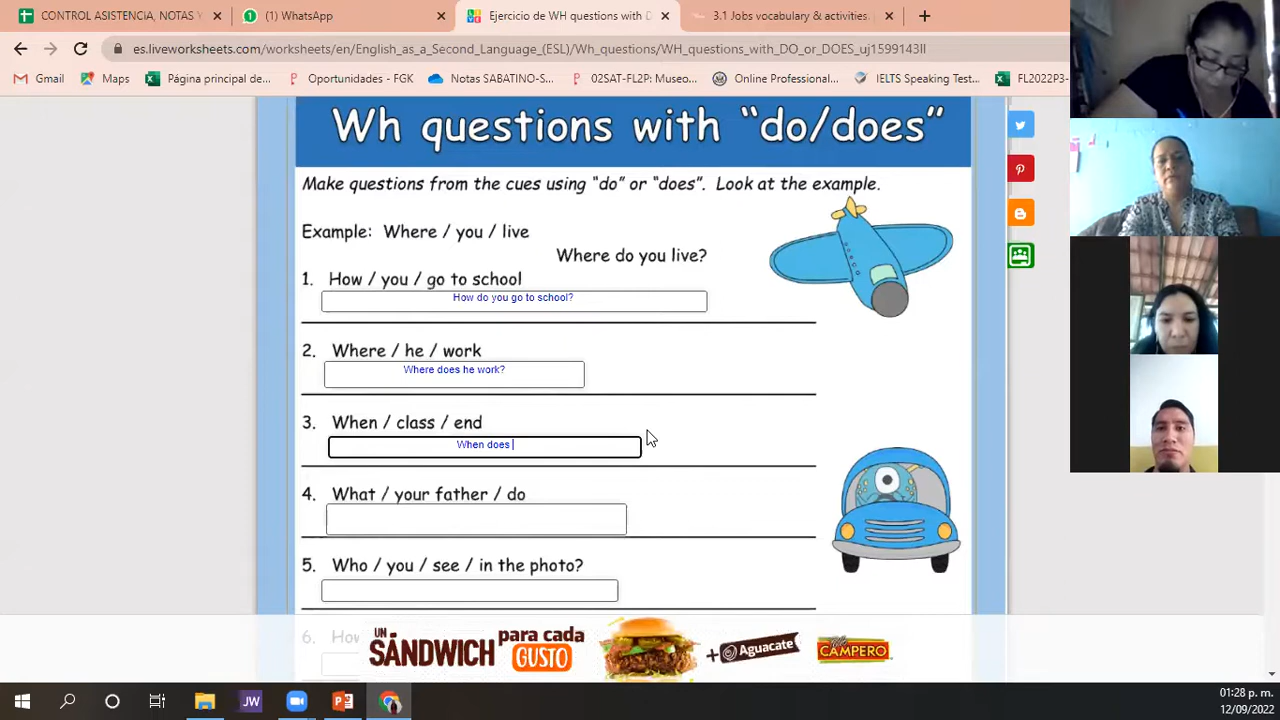 CONTROL ASISTENCIA, NOTAS Y
(1) WhatsApp
Ejercicio de WH questions with D
3.1 Jobs vocabulary & activities.
es.liveworksheets.com/worksheets/en/English_as_a_Second_Language_(ESL)/Wh_questions/WH_questions_with_DO_or_DOES_uj1599143II
Gmail
Maps
Página principal de...
Oportunidades - FGK
Notas SABATINO-S...
02SAT-FL2P: Museo...
Online Professional...
IELTS Speaking Test...
FL2022P3-
Wh questions with "do/does"
Make questions from the cues using "do" or "does". Look at the example.
Example: Where / you / live
Where do you live?
1. How / you / go to school
How do you go to school?
2. Where / he / work
Where does he work?
3. When / class / end
When does
4. What / your father / do
5. Who / you / see / in the photo?
6. How
UN SÁNDWICH para cada GUSTO
+ Aguacate
Pollo CAMPERO
JW
01:28 p. m.
12/09/2022